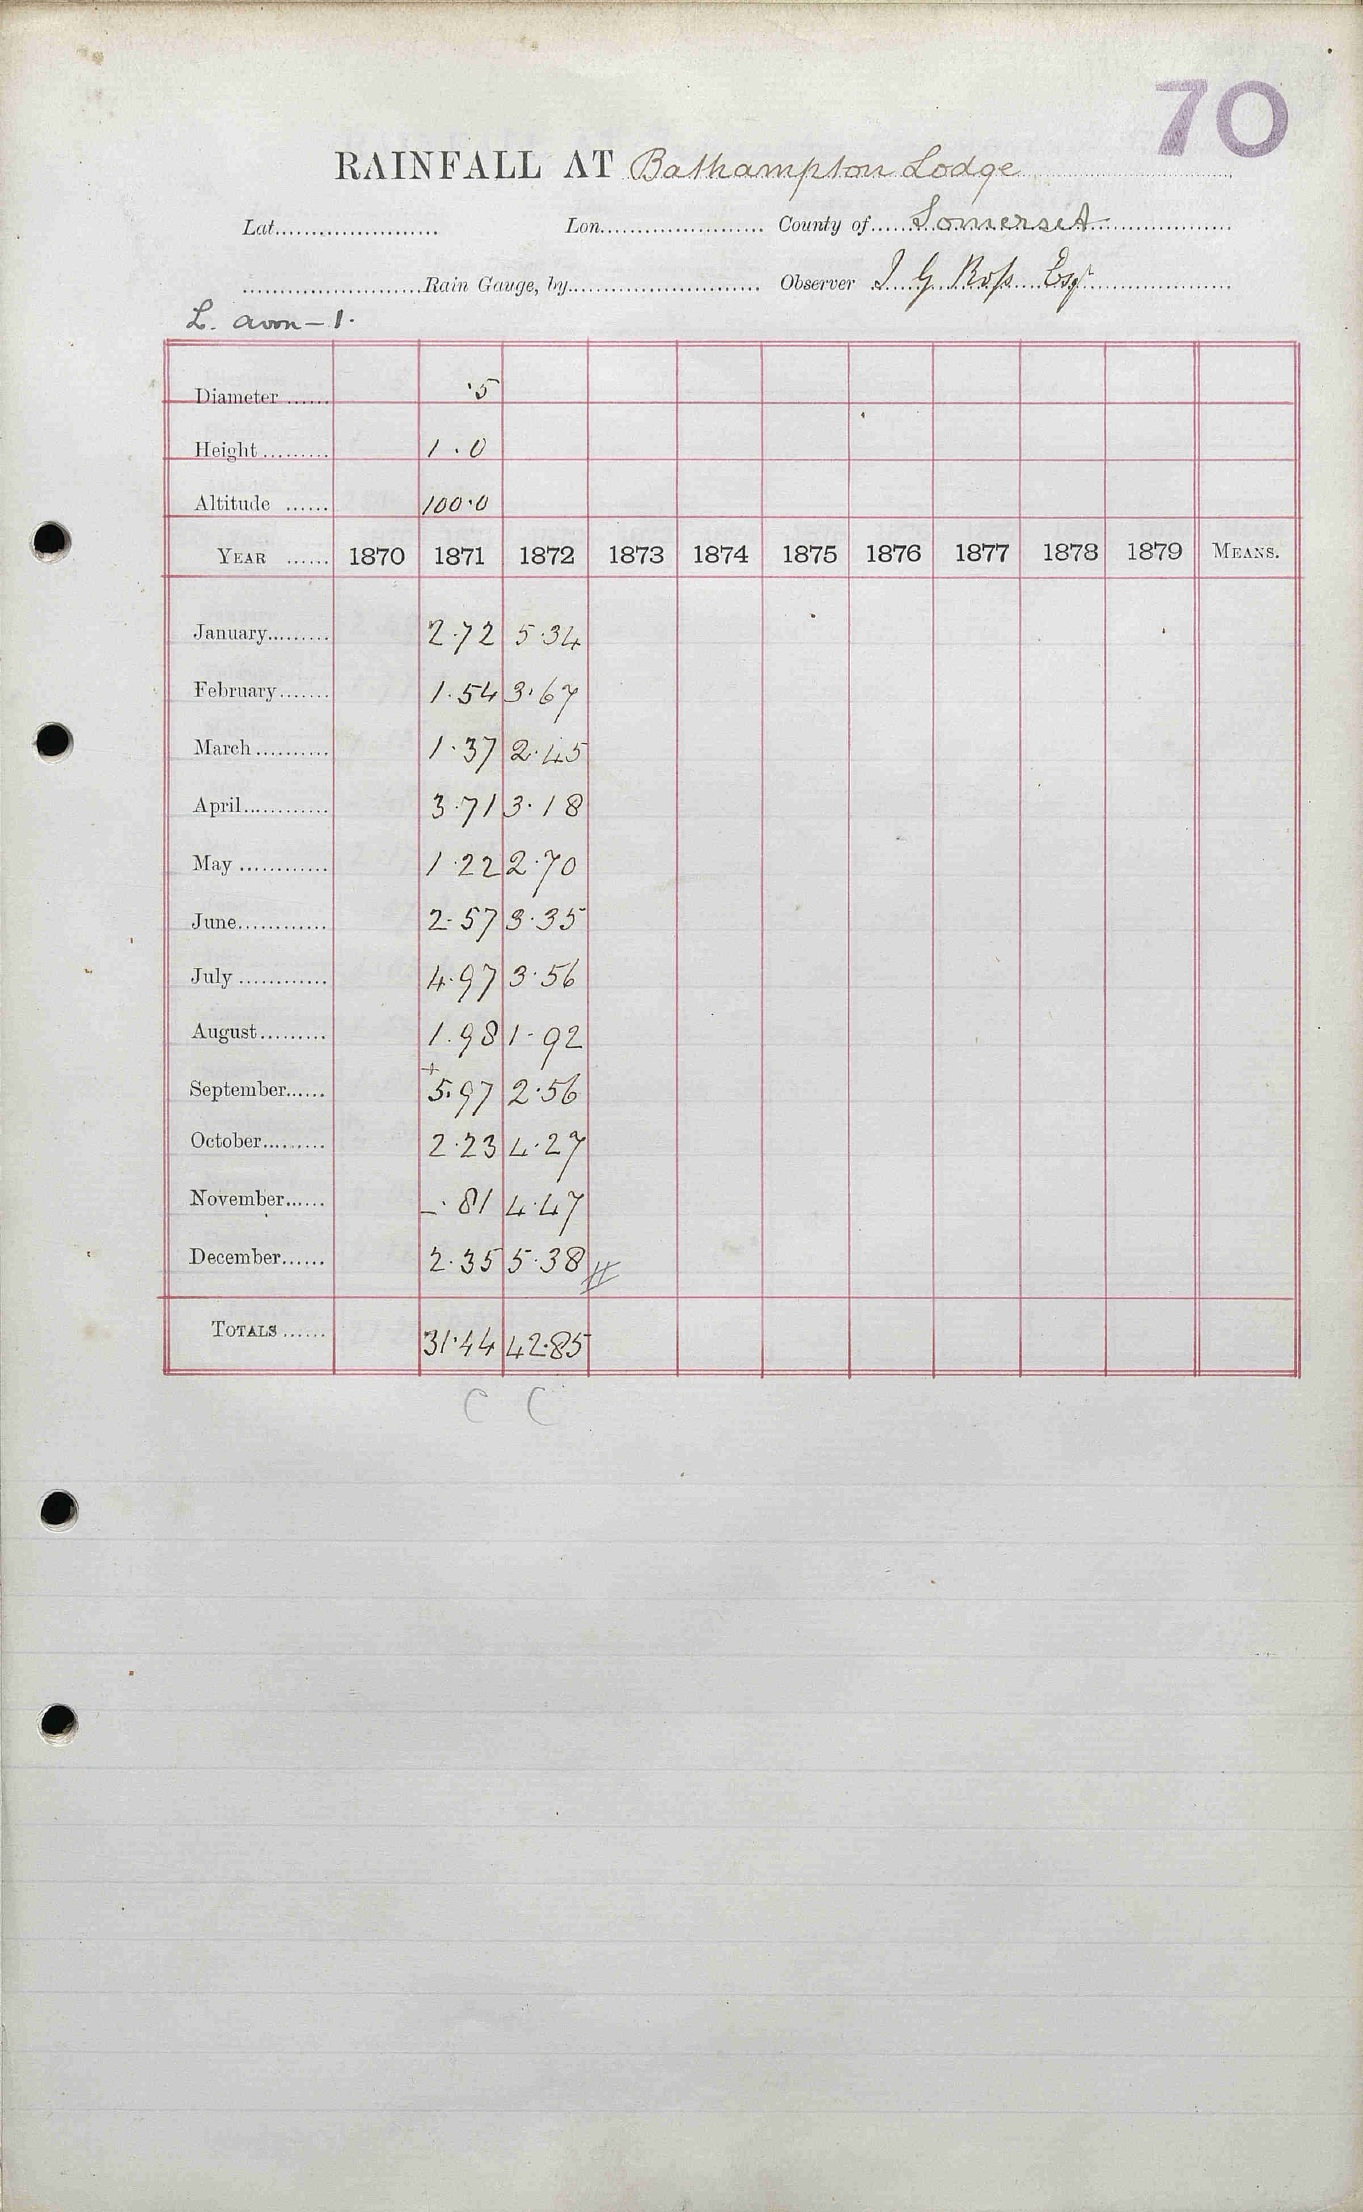 70
RAINFALL AT Bathampton Lodge
Lat. Lon. County of Somerset
Rain Gauge, by Observer J G Ross Esqr
L. avon – 1.
Diameter ·5
Height 1·0
Altitude 100·0
YEAR 1870 1871 1872 1873 1874 1875 1876 1877 1878 1879 MEANS.
January 2·72 5·34
February 1·54 3·67
March 1·37 2·45
April 3·71 3·18
May 1·22 2·70
June 2·57 3·35
July 4·97 3·56
August 1·98 1·92
September +5·97 2·56
October 2·23 4·27
November –·81 4·47
December 2·35 5·38 //
TOTALS 31·44 42·85
C C